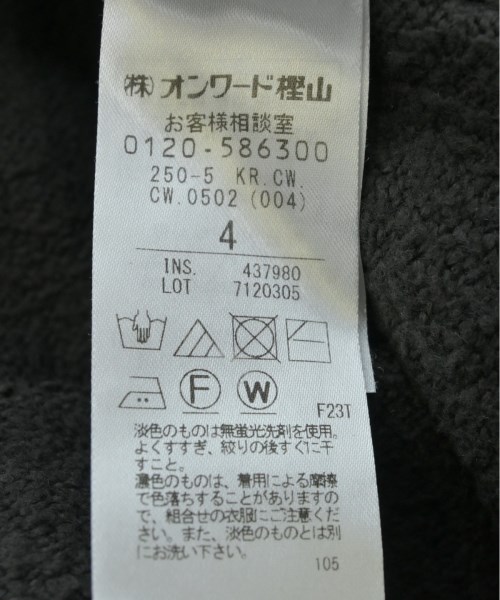 ㈱オンワード樫山
お客様相談室
0120-586300
250-5 KR.CW.
CW.0502 (004)
4
INS. 437980
LOT 7120305
F W
F23T
淡色のものは無蛍光洗剤を使用。
よくすすぎ、絞りの後すぐに干
すこと。
濃色のものは、着用による摩擦
で色落ちすることがありますの
で、組合せの衣服にご注意くだ
さい。また、淡色のものとは別
にお洗い下さい。
105